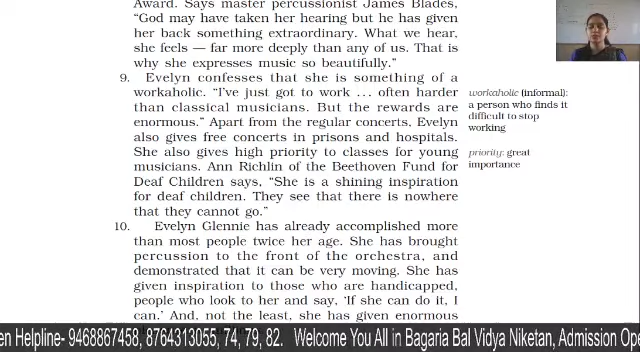 Award. Says master percussionist James Blades,
“God may have taken her hearing but he has given
her back something extraordinary. What we hear,
she feels — far more deeply than any of us. That is
why she expresses music so beautifully.”
9. Evelyn confesses that she is something of a
workaholic. “I’ve just got to work . . . often harder
than classical musicians. But the rewards are
enormous.” Apart from the regular concerts, Evelyn
also gives free concerts in prisons and hospitals.
She also gives high priority to classes for young
musicians. Ann Richlin of the Beethoven Fund for
Deaf Children says, “She is a shining inspiration
for deaf children. They see that there is nowhere
that they cannot go.”
10. Evelyn Glennie has already accomplished more
than most people twice her age. She has brought
percussion to the front of the orchestra, and
demonstrated that it can be very moving. She has
given inspiration to those who are handicapped,
people who look to her and say, ‘If she can do it, I
can.’ And, not the least, she has given enormous
workaholic (informal):
a person who finds it
difficult to stop
working
priority: great
importance
en Helpline- 9468867458, 8764313055, 74, 79, 82. Welcome You All in Bagaria Bal Vidya Niketan, Admission Ope